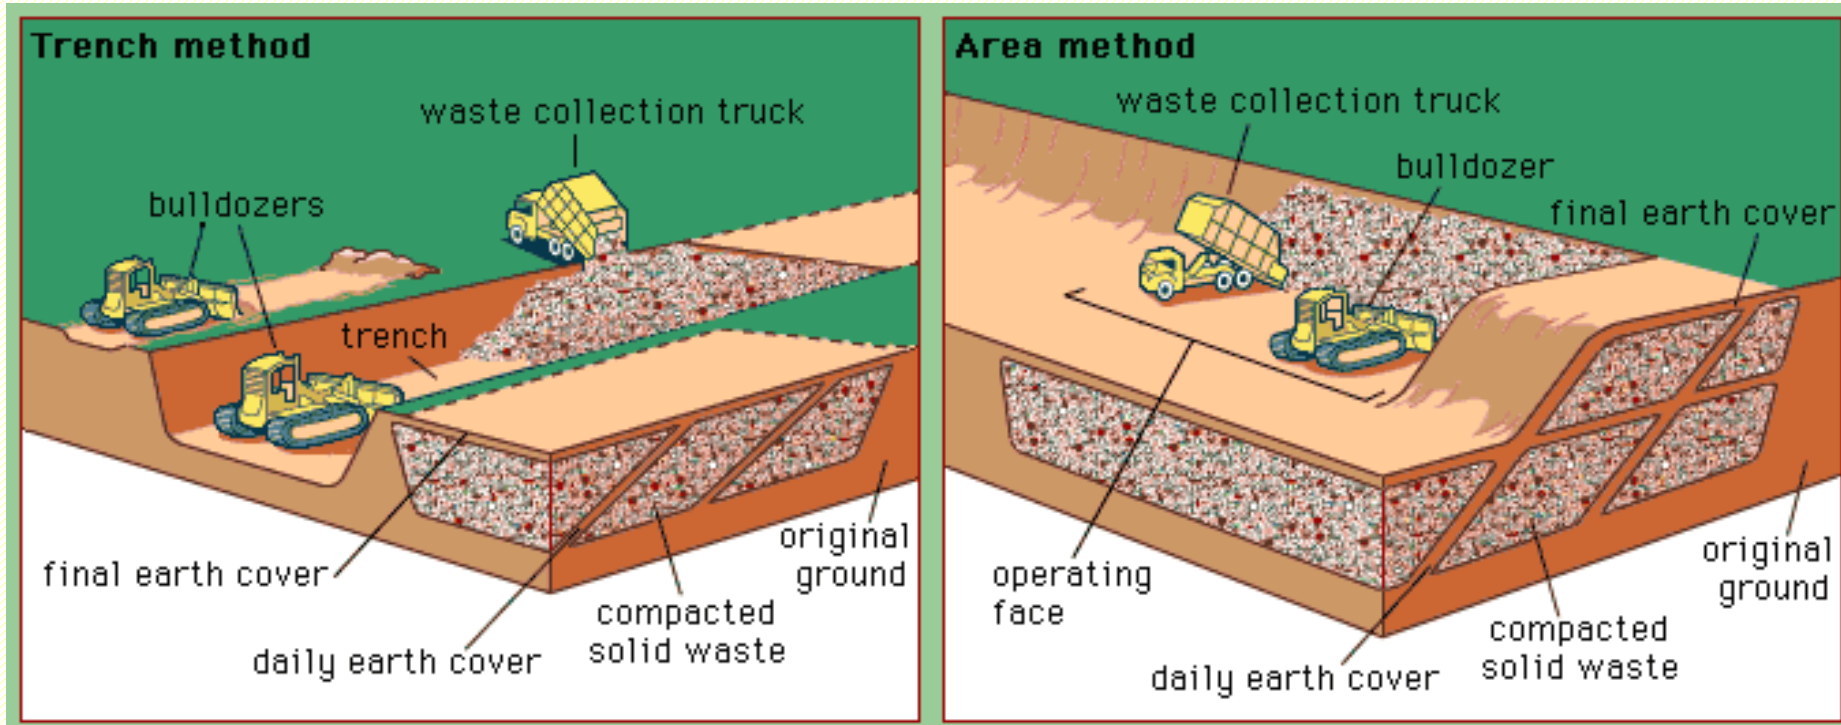 Trench method
waste collection truck
bulldozers
trench
original
ground
final earth cover
compacted
solid waste
daily earth cover
Area method
waste collection truck
bulldozer
final earth cover
operating
face
original
ground
compacted
solid waste
daily earth cover